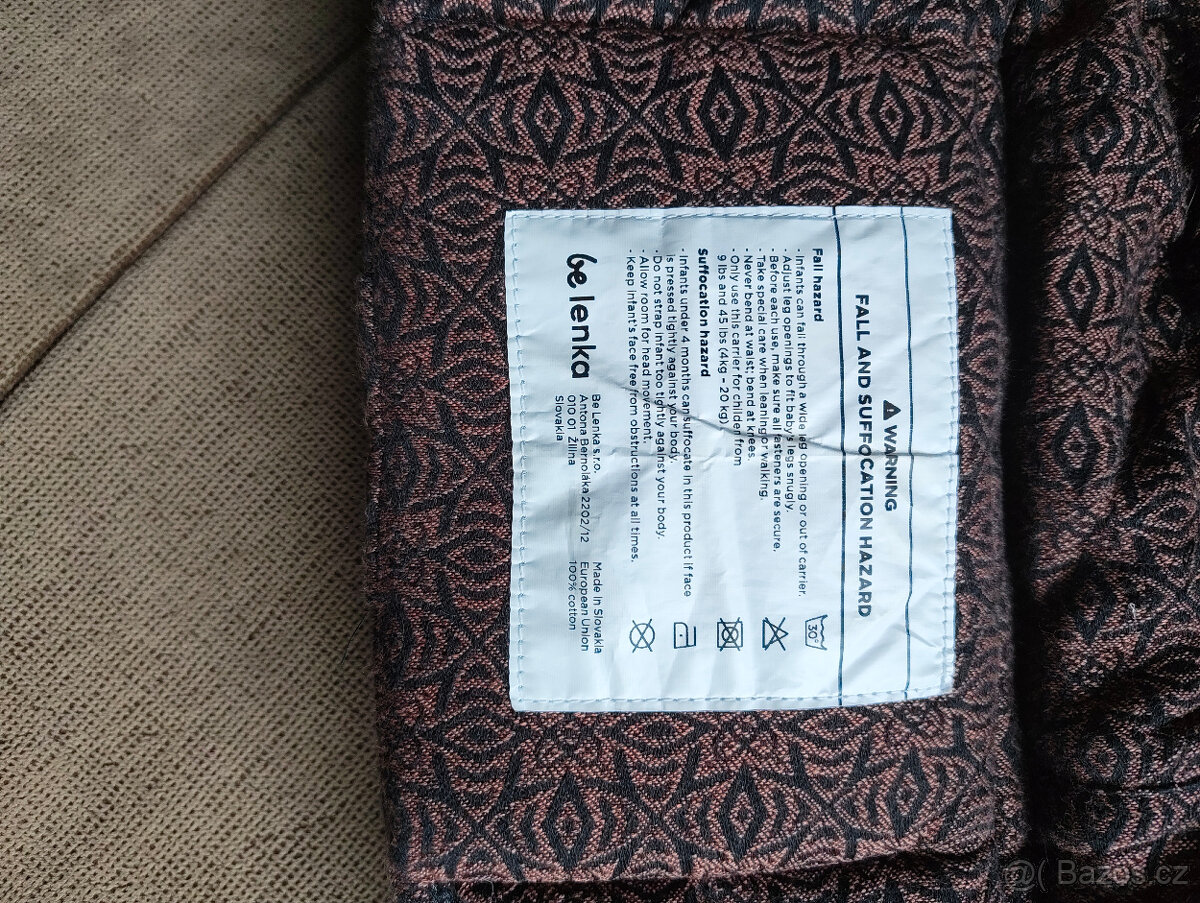 WARNING
FALL AND SUFFOCATION HAZARD
Fall hazard
· Infants can fall through a wide leg opening or out of carrier.
· Adjust leg openings to fit baby's legs snugly.
· Before each use, make sure all fasteners are secure.
· Take special care when leaning or walking.
· Never bend at waist; bend at knees.
· Only use this carrier for childen from
9 lbs and 45 lbs (4kg - 20 kg)
Suffocation hazard
· Infants under 4 months can suffocate in this product if face
is pressed tightly against your body.
· Do not strap infant too tightly against your body.
· Allow room for head movement.
· Keep infant's face free from obstructions at all times.
30°
be lenka
Be Lenka s.r.o.
Antona Bernoláka 2202/12
010 01 Žilina
Slovakia
Made in Slovakia
European Union
100% cotton
@( Bazos.cz